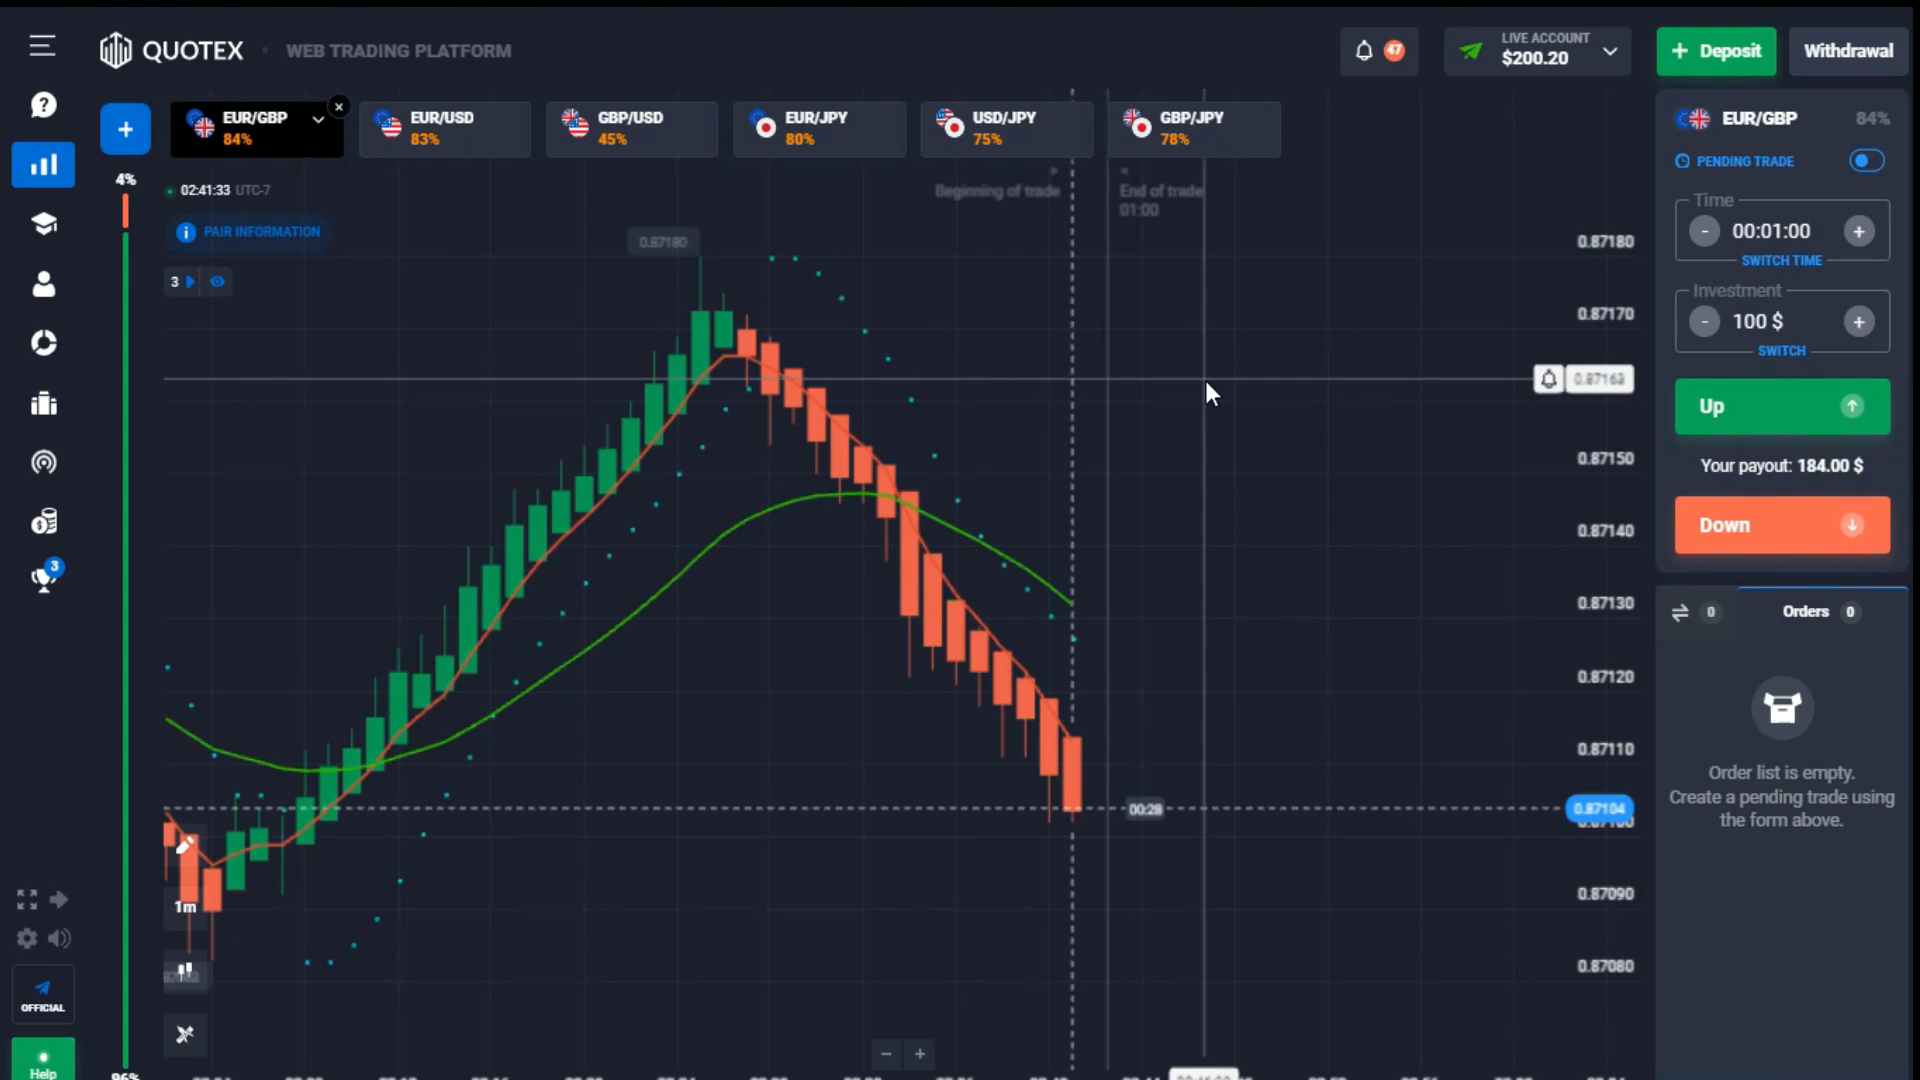 QUOTEX
WEB TRADING PLATFORM
47
LIVE ACCOUNT
$200.20
+ Deposit
Withdrawal
+
EUR/GBP
84%
EUR/USD
83%
GBP/USD
45%
EUR/JPY
80%
USD/JPY
75%
GBP/JPY
78%
EUR/GBP 84%
PENDING TRADE
Time
- 00:01:00 +
SWITCH TIME
Investment
- 100 $ +
SWITCH
Up
Your payout: 184.00 $
Down
0
Orders 0
Order list is empty.
Create a pending trade using
the form above.
4%
02:41:33 UTC-7
PAIR INFORMATION
3
Beginning of trade
End of trade
01:00
0.87180
0.87180
0.87170
0.87163
0.87150
0.87140
0.87130
0.87120
0.87110
00:28
0.87104
0.87090
0.87080
1m
3
OFFICIAL
Help
96%
- +